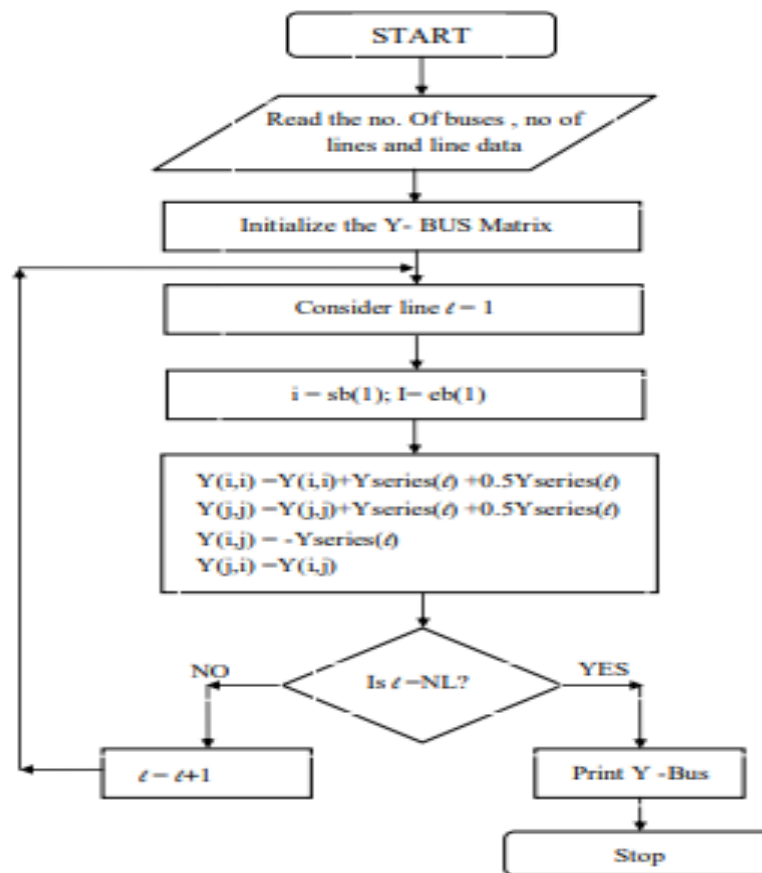 START
Read the no. Of buses , no of
lines and line data
Initialize the Y- BUS Matrix
Consider line ℓ = 1
i = sb(1); I= eb(1)
Y(i,i) =Y(i,i)+Yseries(ℓ) +0.5Yseries(ℓ)
Y(j,j) =Y(j,j)+Yseries(ℓ) +0.5Yseries(ℓ)
Y(i,j) = -Yseries(ℓ)
Y(j,i) =Y(i,j)
Is ℓ =NL?
NO
YES
ℓ = ℓ+1
Print Y -Bus
Stop